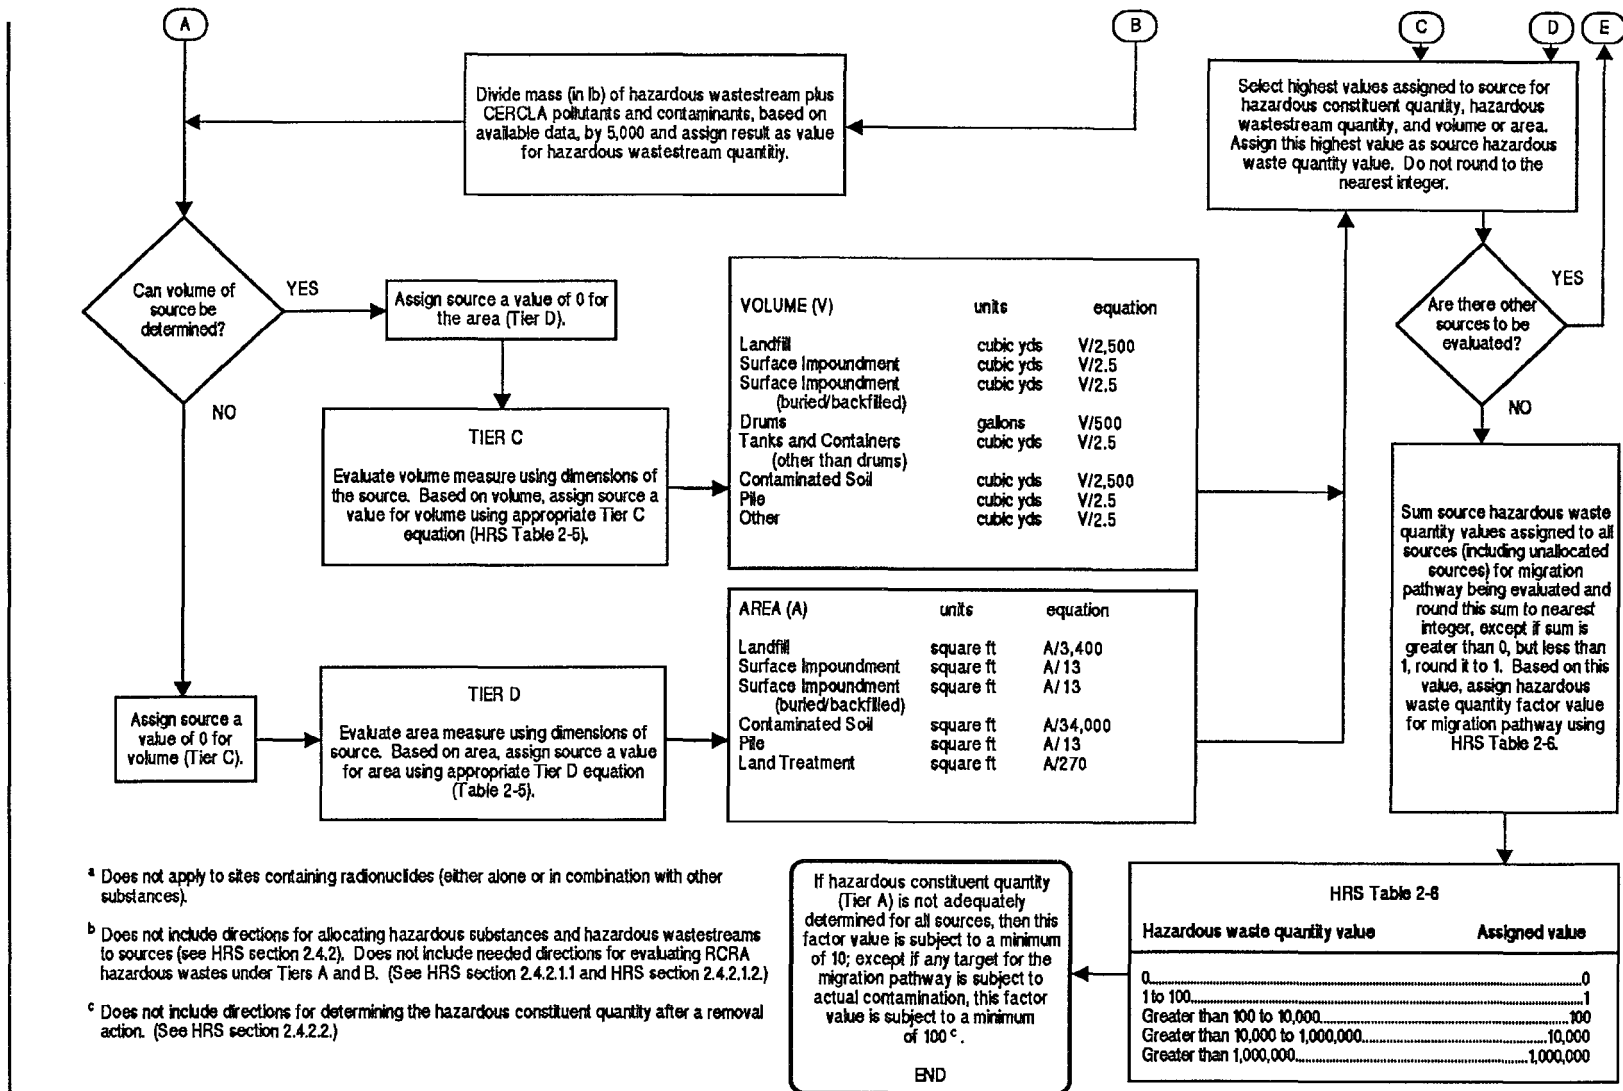 A
B
C
D
E
Divide mass (in lb) of hazardous wastestream plus
CERCLA pollutants and contaminants, based on
available data, by 5,000 and assign result as value
for hazardous wastestream quantitiy.
Select highest values assigned to source for
hazardous constituent quantity, hazardous
wastestream quantity, and volume or area.
Assign this highest value as source hazardous
waste quantity value. Do not round to the
nearest integer.
Can volume of
source be
determined?
YES
NO
Assign source a value of 0 for
the area (Tier D).
TIER C
Evaluate volume measure using dimensions of
the source. Based on volume, assign source a
value for volume using appropriate Tier C
equation (HRS Table 2-5).
VOLUME (V) units equation
Landfill cubic yds V/2,500
Surface Impoundment cubic yds V/2.5
Surface Impoundment cubic yds V/2.5
(buried/backfilled)
Drums gallons V/500
Tanks and Containers cubic yds V/2.5
(other than drums)
Contaminated Soil cubic yds V/2,500
Pile cubic yds V/2.5
Other cubic yds V/2.5
Are there other
sources to be
evaluated?
YES
NO
Assign source a
value of 0 for
volume (Tier C).
TIER D
Evaluate area measure using dimensions of
source. Based on area, assign source a value
for area using appropriate Tier D equation
(Table 2-5).
AREA (A) units equation
Landfill square ft A/3,400
Surface Impoundment square ft A/13
Surface Impoundment square ft A/13
(buried/backfilled)
Contaminated Soil square ft A/34,000
Pile square ft A/13
Land Treatment square ft A/270
Sum source hazardous waste
quantity values assigned to all
sources (including unallocated
sources) for migration
pathway being evaluated and
round this sum to nearest
integer, except if sum is
greater than 0, but less than
1, round it to 1. Based on this
value, assign hazardous
waste quantity factor value
for migration pathway using
HRS Table 2-6.
HRS Table 2-6
Hazardous waste quantity value Assigned value
0..........0
1 to 100..........1
Greater than 100 to 10,000..........100
Greater than 10,000 to 1,000,000..........10,000
Greater than 1,000,000..........1,000,000
If hazardous constituent quantity
(Tier A) is not adequately
determined for all sources, then this
factor value is subject to a minimum
of 10; except if any target for the
migration pathway is subject to
actual contamination, this factor
value is subject to a minimum
of 100 c.
END
a Does not apply to sites containing radionuclides (either alone or in combination with other
substances).
b Does not include directions for allocating hazardous substances and hazardous wastestreams
to sources (see HRS section 2.4.2). Does not include needed directions for evaluating RCRA
hazardous wastes under Tiers A and B. (See HRS section 2.4.2.1.1 and HRS section 2.4.2.1.2.)
c Does not include directions for determining the hazardous constituent quantity after a removal
action. (See HRS section 2.4.2.2.)